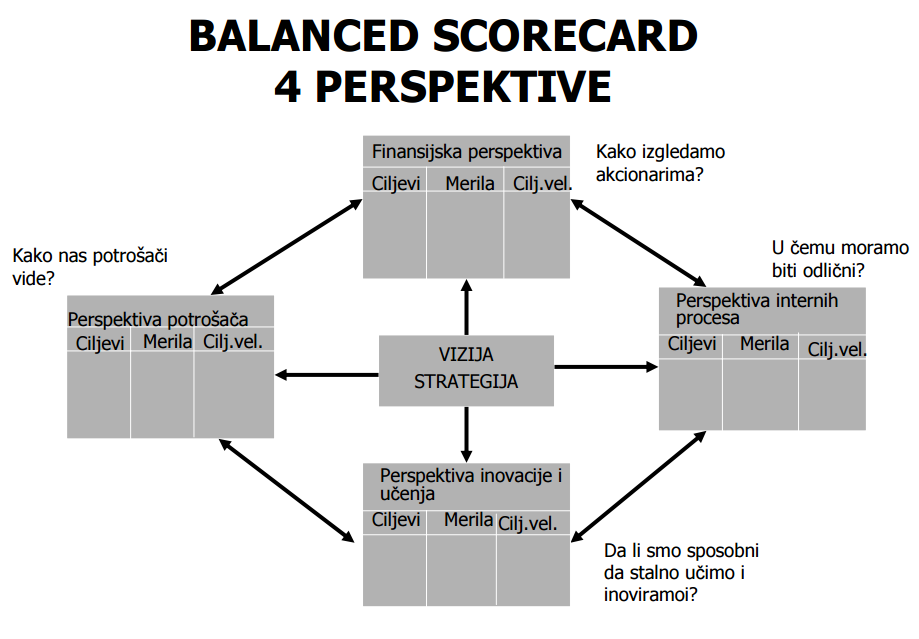 BALANCED SCORECARD
4 PERSPEKTIVE
Finansijska perspektiva
Ciljevi Merila Cilj.vel.
Kako izgledamo
akcionarima?
Kako nas potrošači
vide?
Perspektiva potrošača
Ciljevi Merila Cilj.vel.
VIZIJA
STRATEGIJA
U čemu moramo
biti odlični?
Perspektiva internih
procesa
Ciljevi Merila Cilj.vel.
Perspektiva inovacije i
učenja
Ciljevi Merila Cilj.vel.
Da li smo sposobni
da stalno učimo i
inoviramoi?